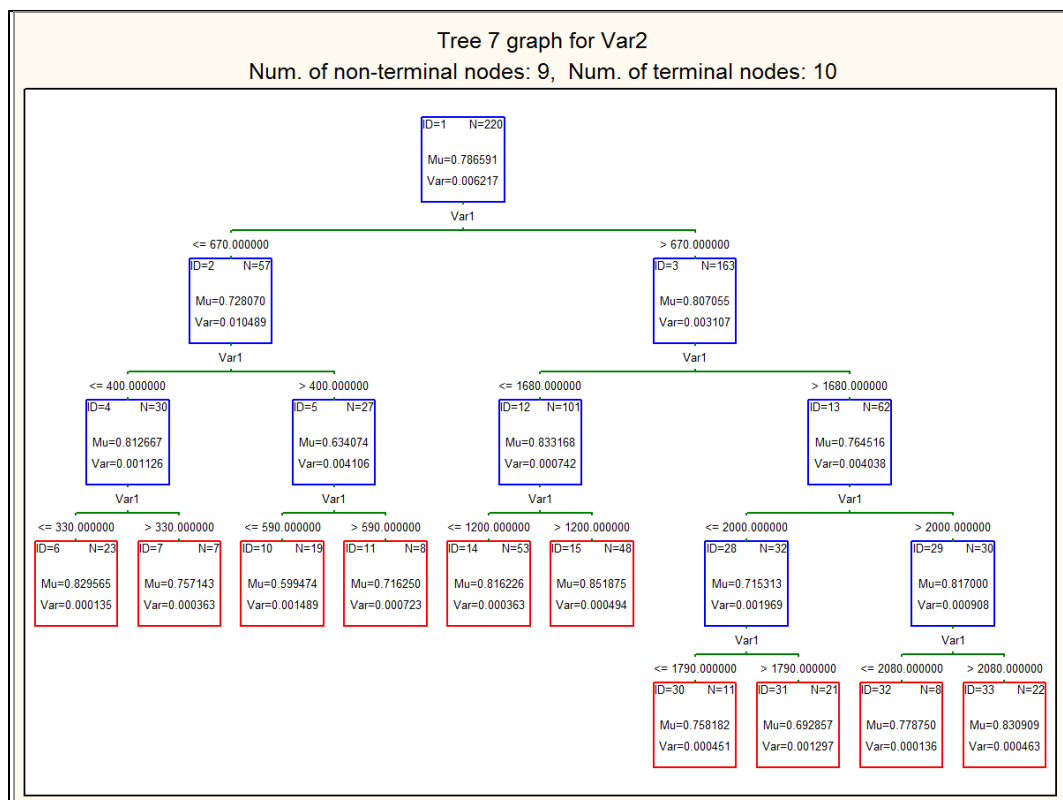 Tree 7 graph for Var2
Num. of non-terminal nodes: 9, Num. of terminal nodes: 10
ID=1 N=220
Mu=0.786591
Var=0.006217
Var1
<= 670.000000 > 670.000000
ID=2 N=57 ID=3 N=163
Mu=0.728070 Mu=0.807055
Var=0.010489 Var=0.003107
Var1 Var1
<= 400.000000 > 400.000000 <= 1680.000000 > 1680.000000
ID=4 N=30 ID=5 N=27 ID=12 N=101 ID=13 N=62
Mu=0.812667 Mu=0.634074 Mu=0.833168 Mu=0.764516
Var=0.001126 Var=0.004106 Var=0.000742 Var=0.004038
Var1 Var1 Var1 Var1
<= 330.000000 > 330.000000 <= 590.000000 > 590.000000 <= 1200.000000 > 1200.000000 <= 2000.000000 > 2000.000000
ID=6 N=23 ID=7 N=7 ID=10 N=19 ID=11 N=8 ID=14 N=53 ID=15 N=48 ID=28 N=32 ID=29 N=30
Mu=0.829565 Mu=0.757143 Mu=0.599474 Mu=0.716250 Mu=0.816226 Mu=0.851875 Mu=0.715313 Mu=0.817000
Var=0.000135 Var=0.000363 Var=0.001489 Var=0.000723 Var=0.000363 Var=0.000494 Var=0.001969 Var=0.000908
Var1 Var1
<= 1790.000000 > 1790.000000 <= 2080.000000 > 2080.000000
ID=30 N=11 ID=31 N=21 ID=32 N=8 ID=33 N=22
Mu=0.758182 Mu=0.692857 Mu=0.778750 Mu=0.830909
Var=0.000451 Var=0.001297 Var=0.000136 Var=0.000463